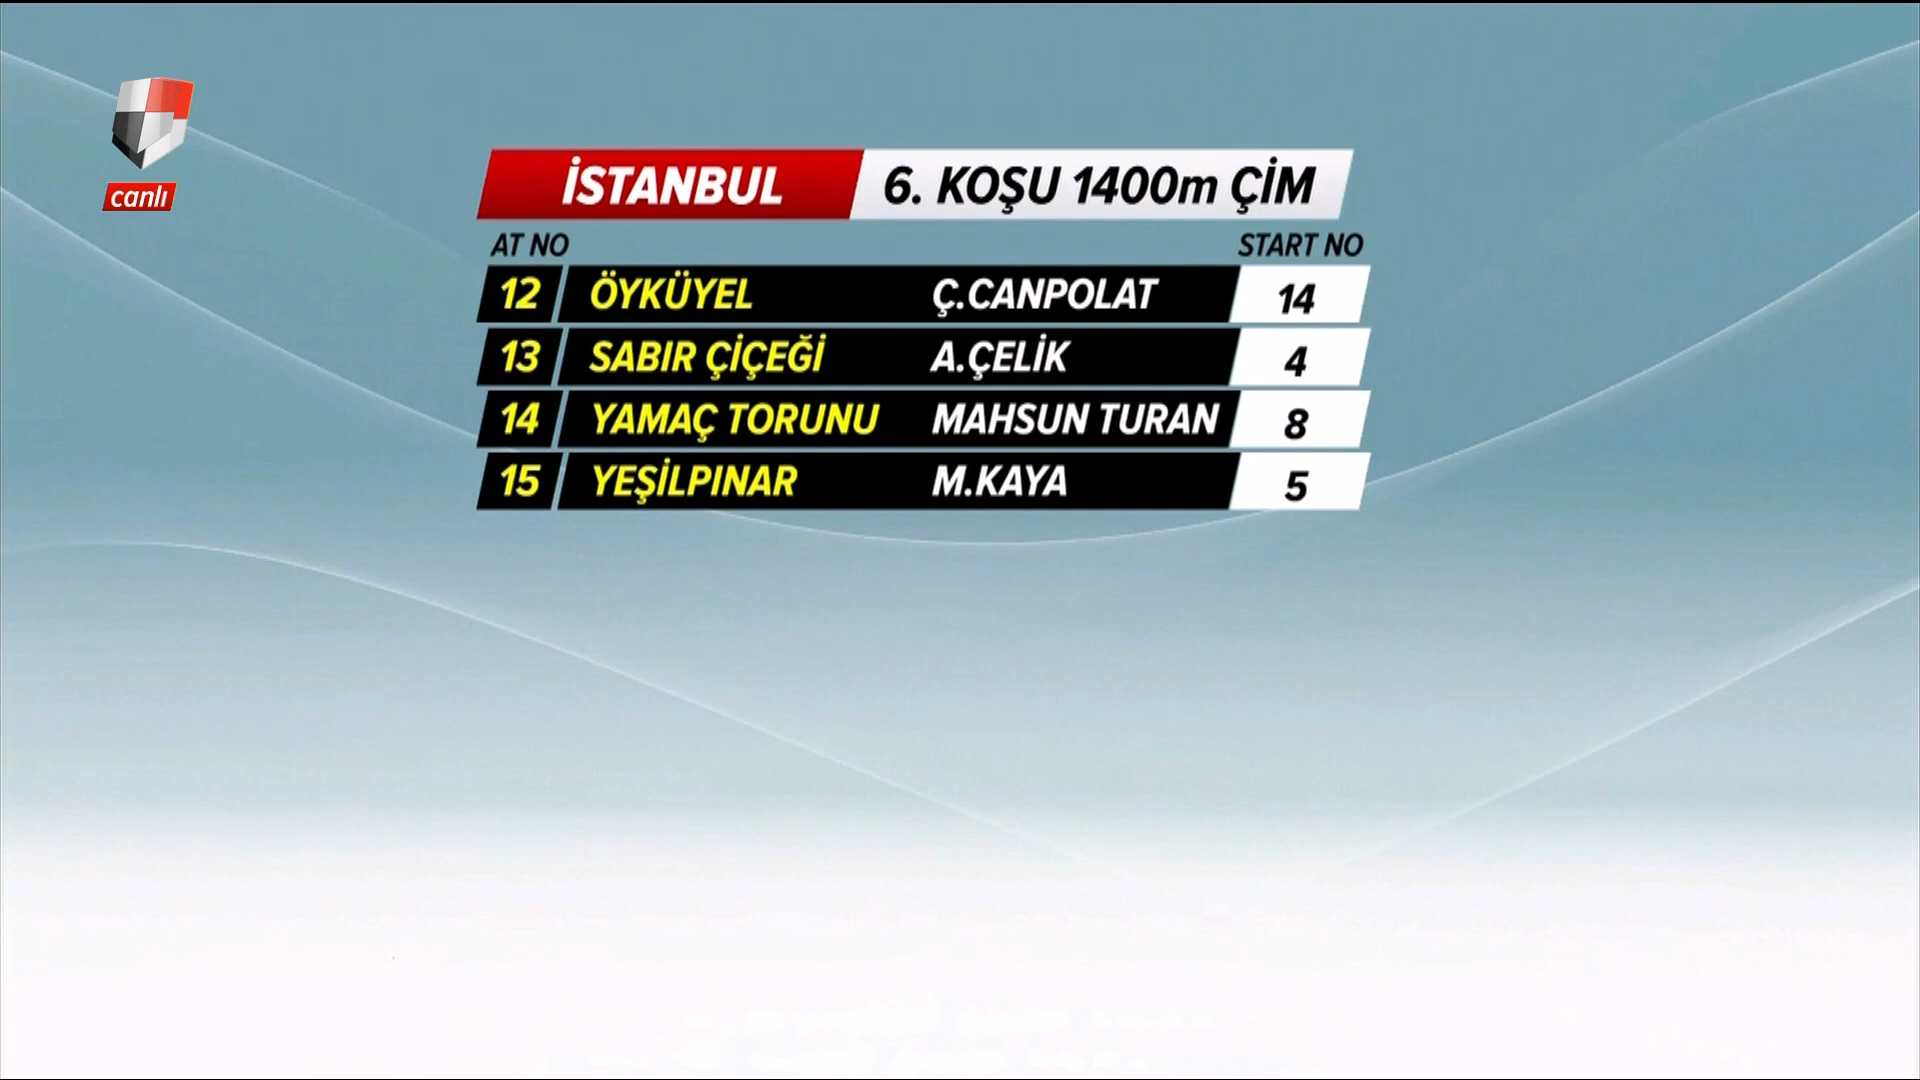 canlı
İSTANBUL 6. KOŞU 1400m ÇİM
AT NO START NO
12 ÖYKÜYEL Ç.CANPOLAT 14
13 SABIR ÇİÇEĞİ A.ÇELİK 4
14 YAMAÇ TORUNU MAHSUN TURAN 8
15 YEŞİLPINAR M.KAYA 5